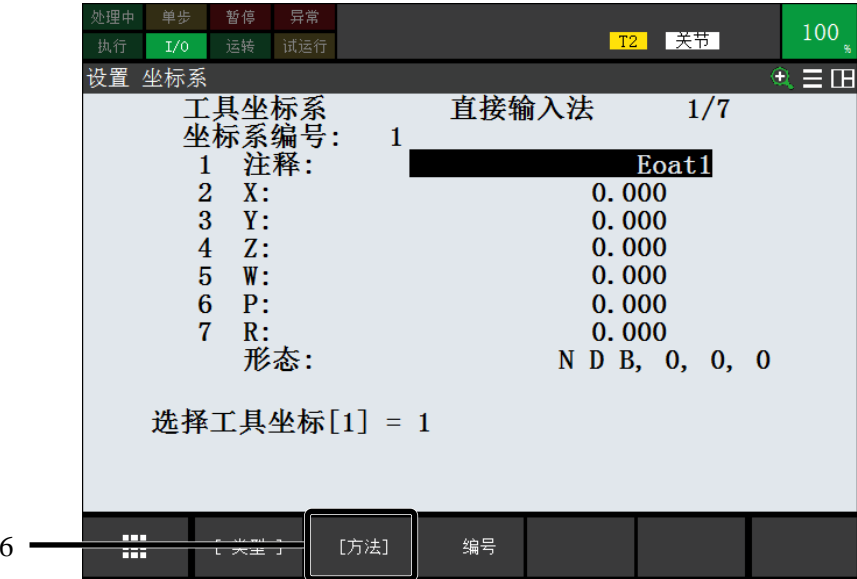 处理中 单步 暂停 异常
执行 I/O 运转 试运行
T2 关节 100 %
设置 坐标系
工具坐标系 直接输入法 1/7
坐标系编号: 1
1 注释: Eoat1
2 X: 0.000
3 Y: 0.000
4 Z: 0.000
5 W: 0.000
6 P: 0.000
7 R: 0.000
形态: N D B, 0, 0, 0
选择工具坐标[1] = 1
6
[ 类型 ] [方法] 编号